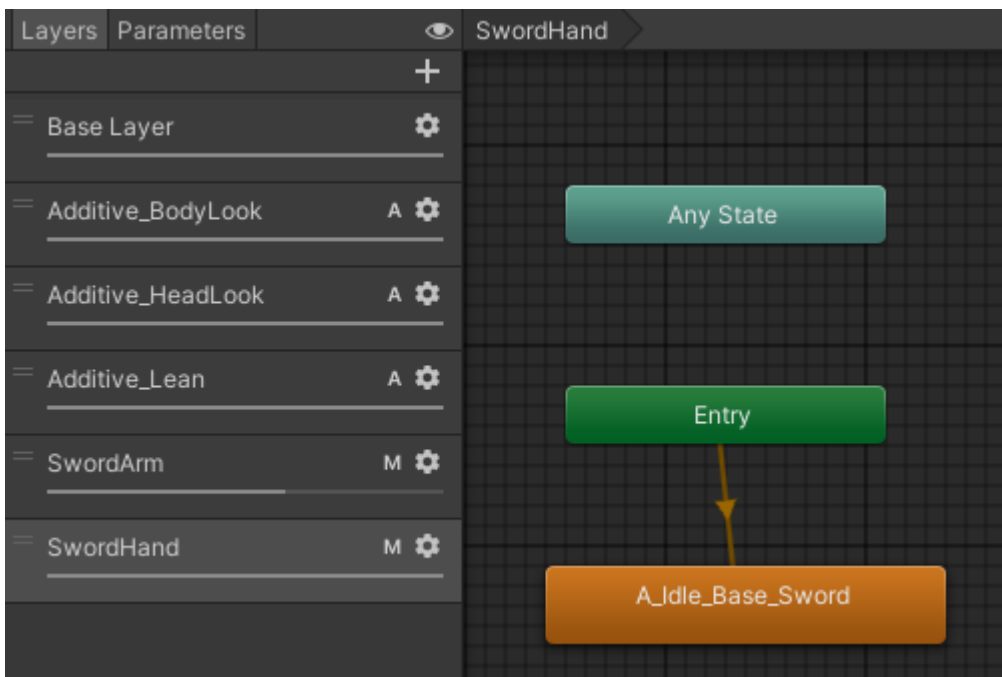 Layers Parameters
SwordHand
Base Layer
Additive_BodyLook A
Additive_HeadLook A
Additive_Lean A
SwordArm M
SwordHand M
Any State
Entry
A_Idle_Base_Sword